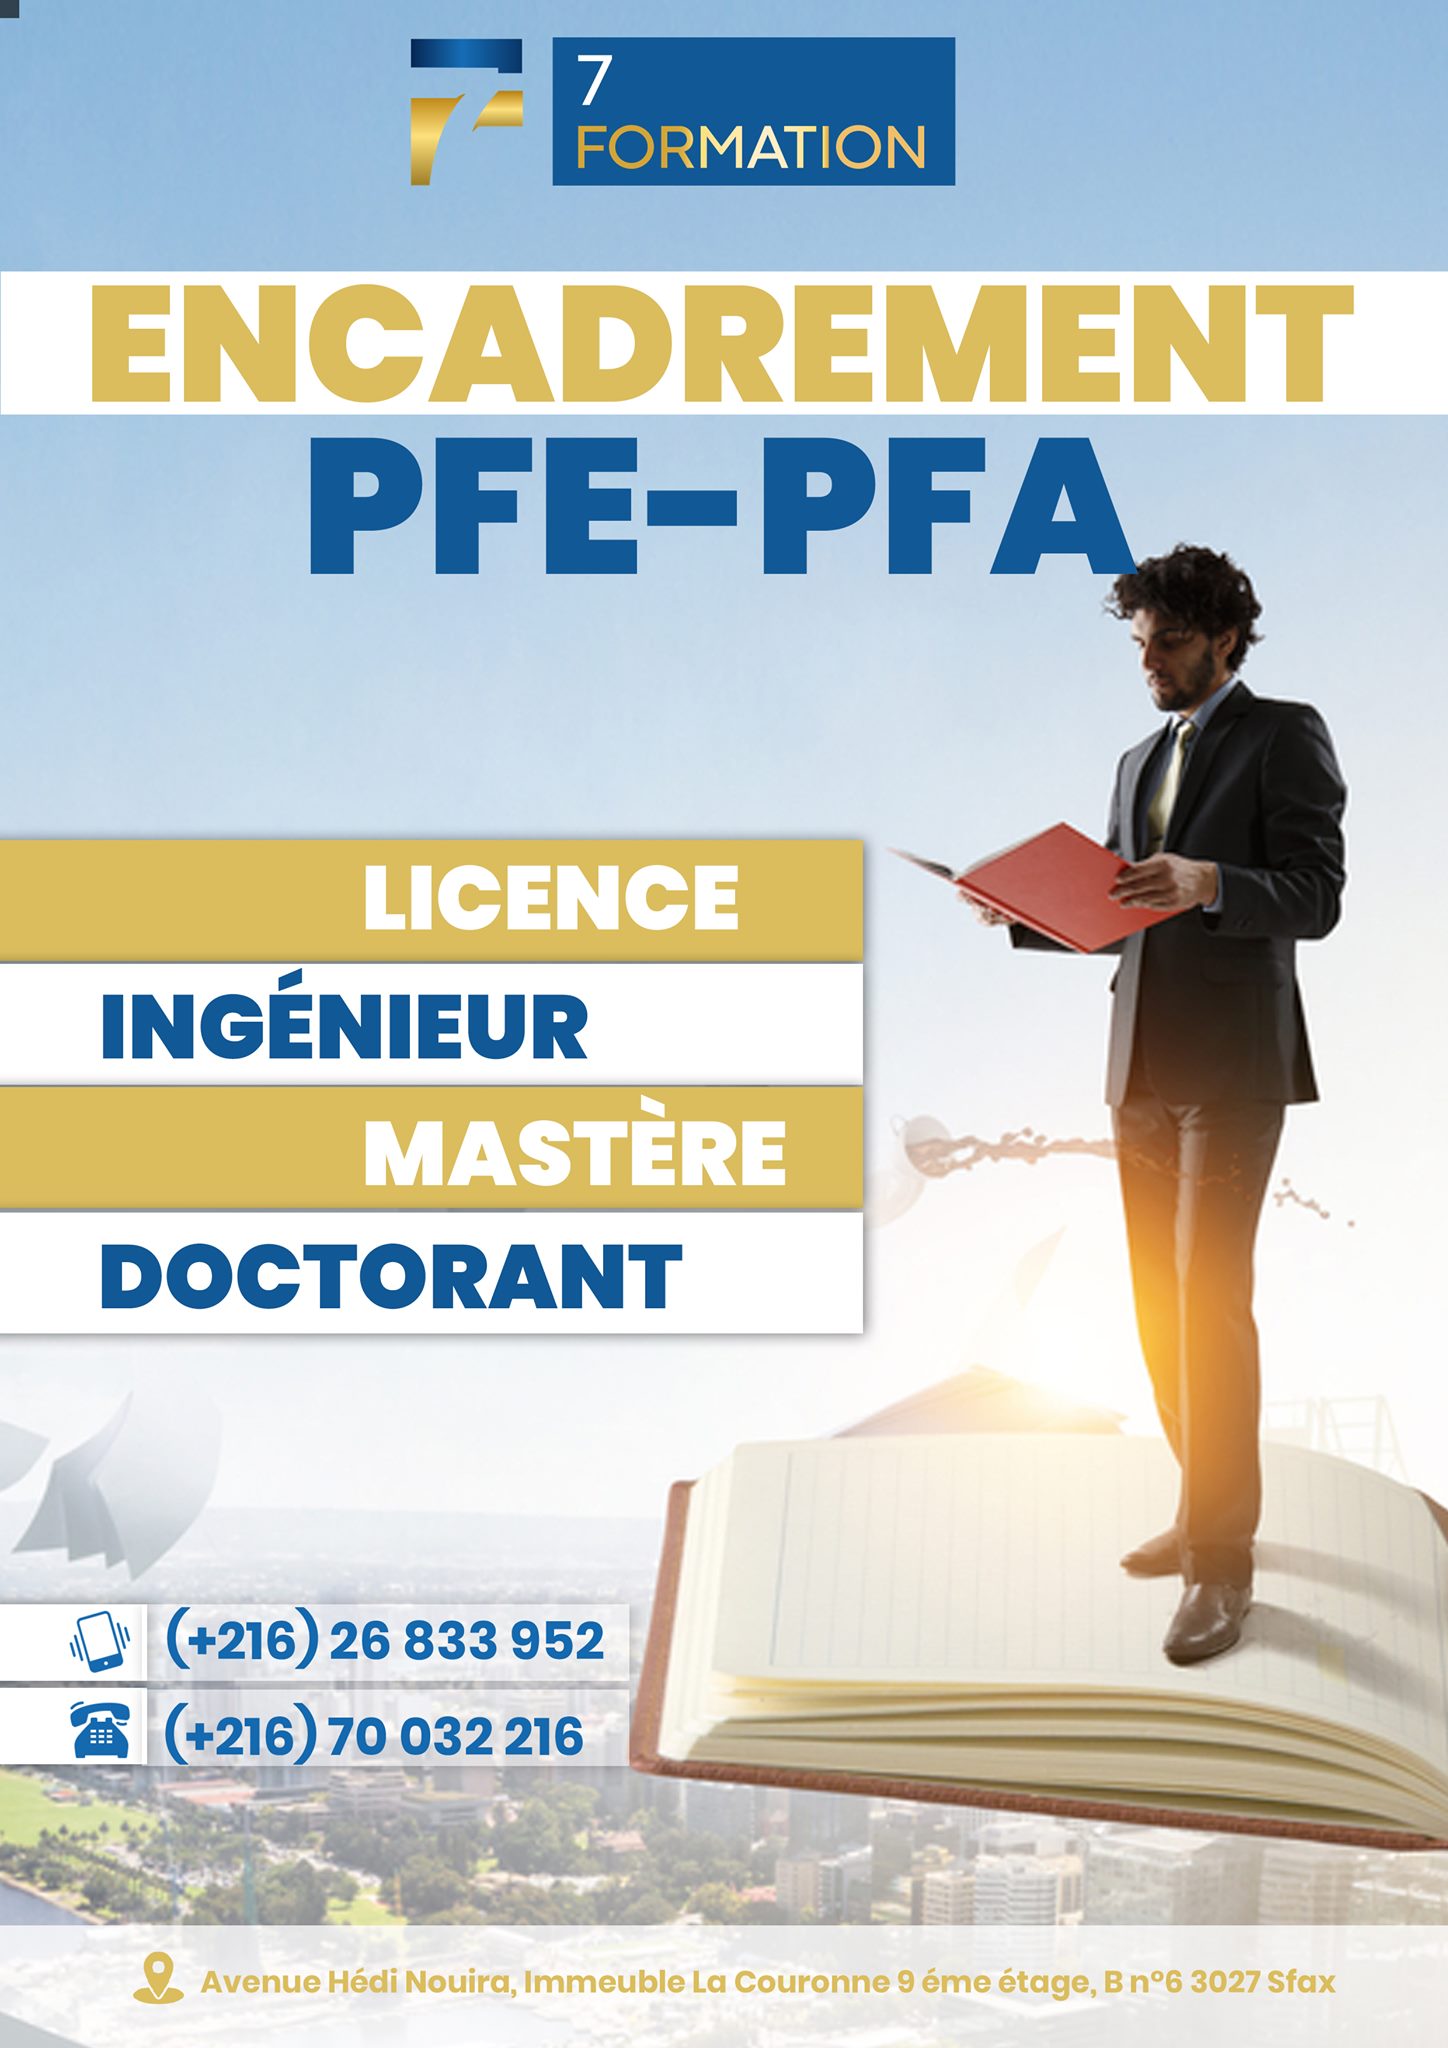 7
FORMATION
ENCADREMENT
PFE-PFA
LICENCE
INGÉNIEUR
MASTÈRE
DOCTORANT
(+216) 26 833 952
(+216) 70 032 216
Avenue Hédi Nouira, Immeuble La Couronne 9 éme étage, B n°6 3027 Sfax